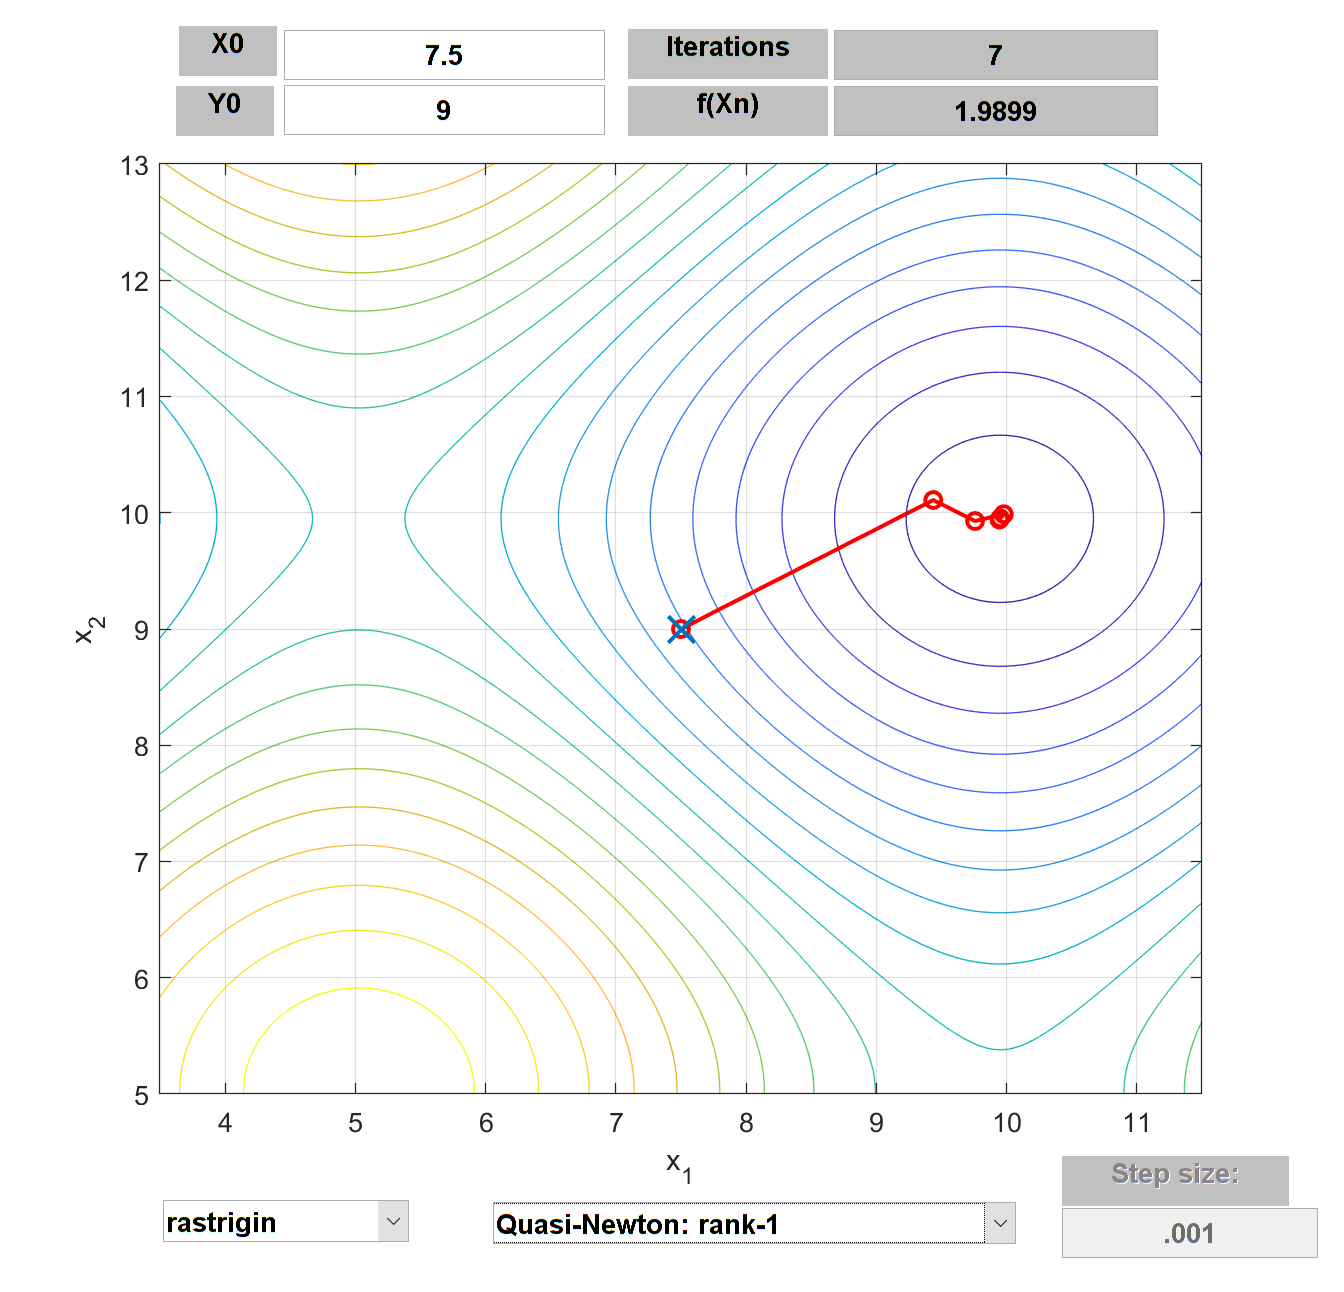 X0 7.5 Iterations 7
Y0 9 f(Xn) 1.9899
13
12
11
10
9
8
7
6
5
x2
4 5 6 7 8 9 10 11
x1
Step size:
rastrigin Quasi-Newton: rank-1 .001